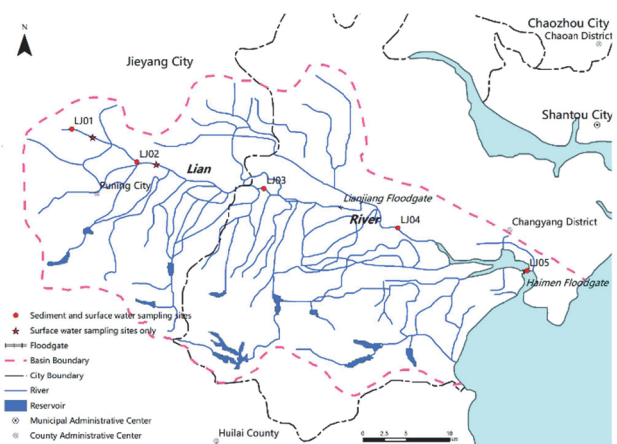 Chaozhou City
Chaoan District
N
Jieyang City
Shantou City
LJ01
LJ02
Lian
Puning City
LJ03
Lianjiang Floodgate
River
LJ04
Changyang District
LJ05
Haimen Floodgate
Sediment and surface water sampling sites
Surface water sampling sites only
Floodgate
Basin Boundary
City Boundary
River
Reservoir
Municipal Administrative Center
County Administrative Center
Huilai County
0 2.5 5 10